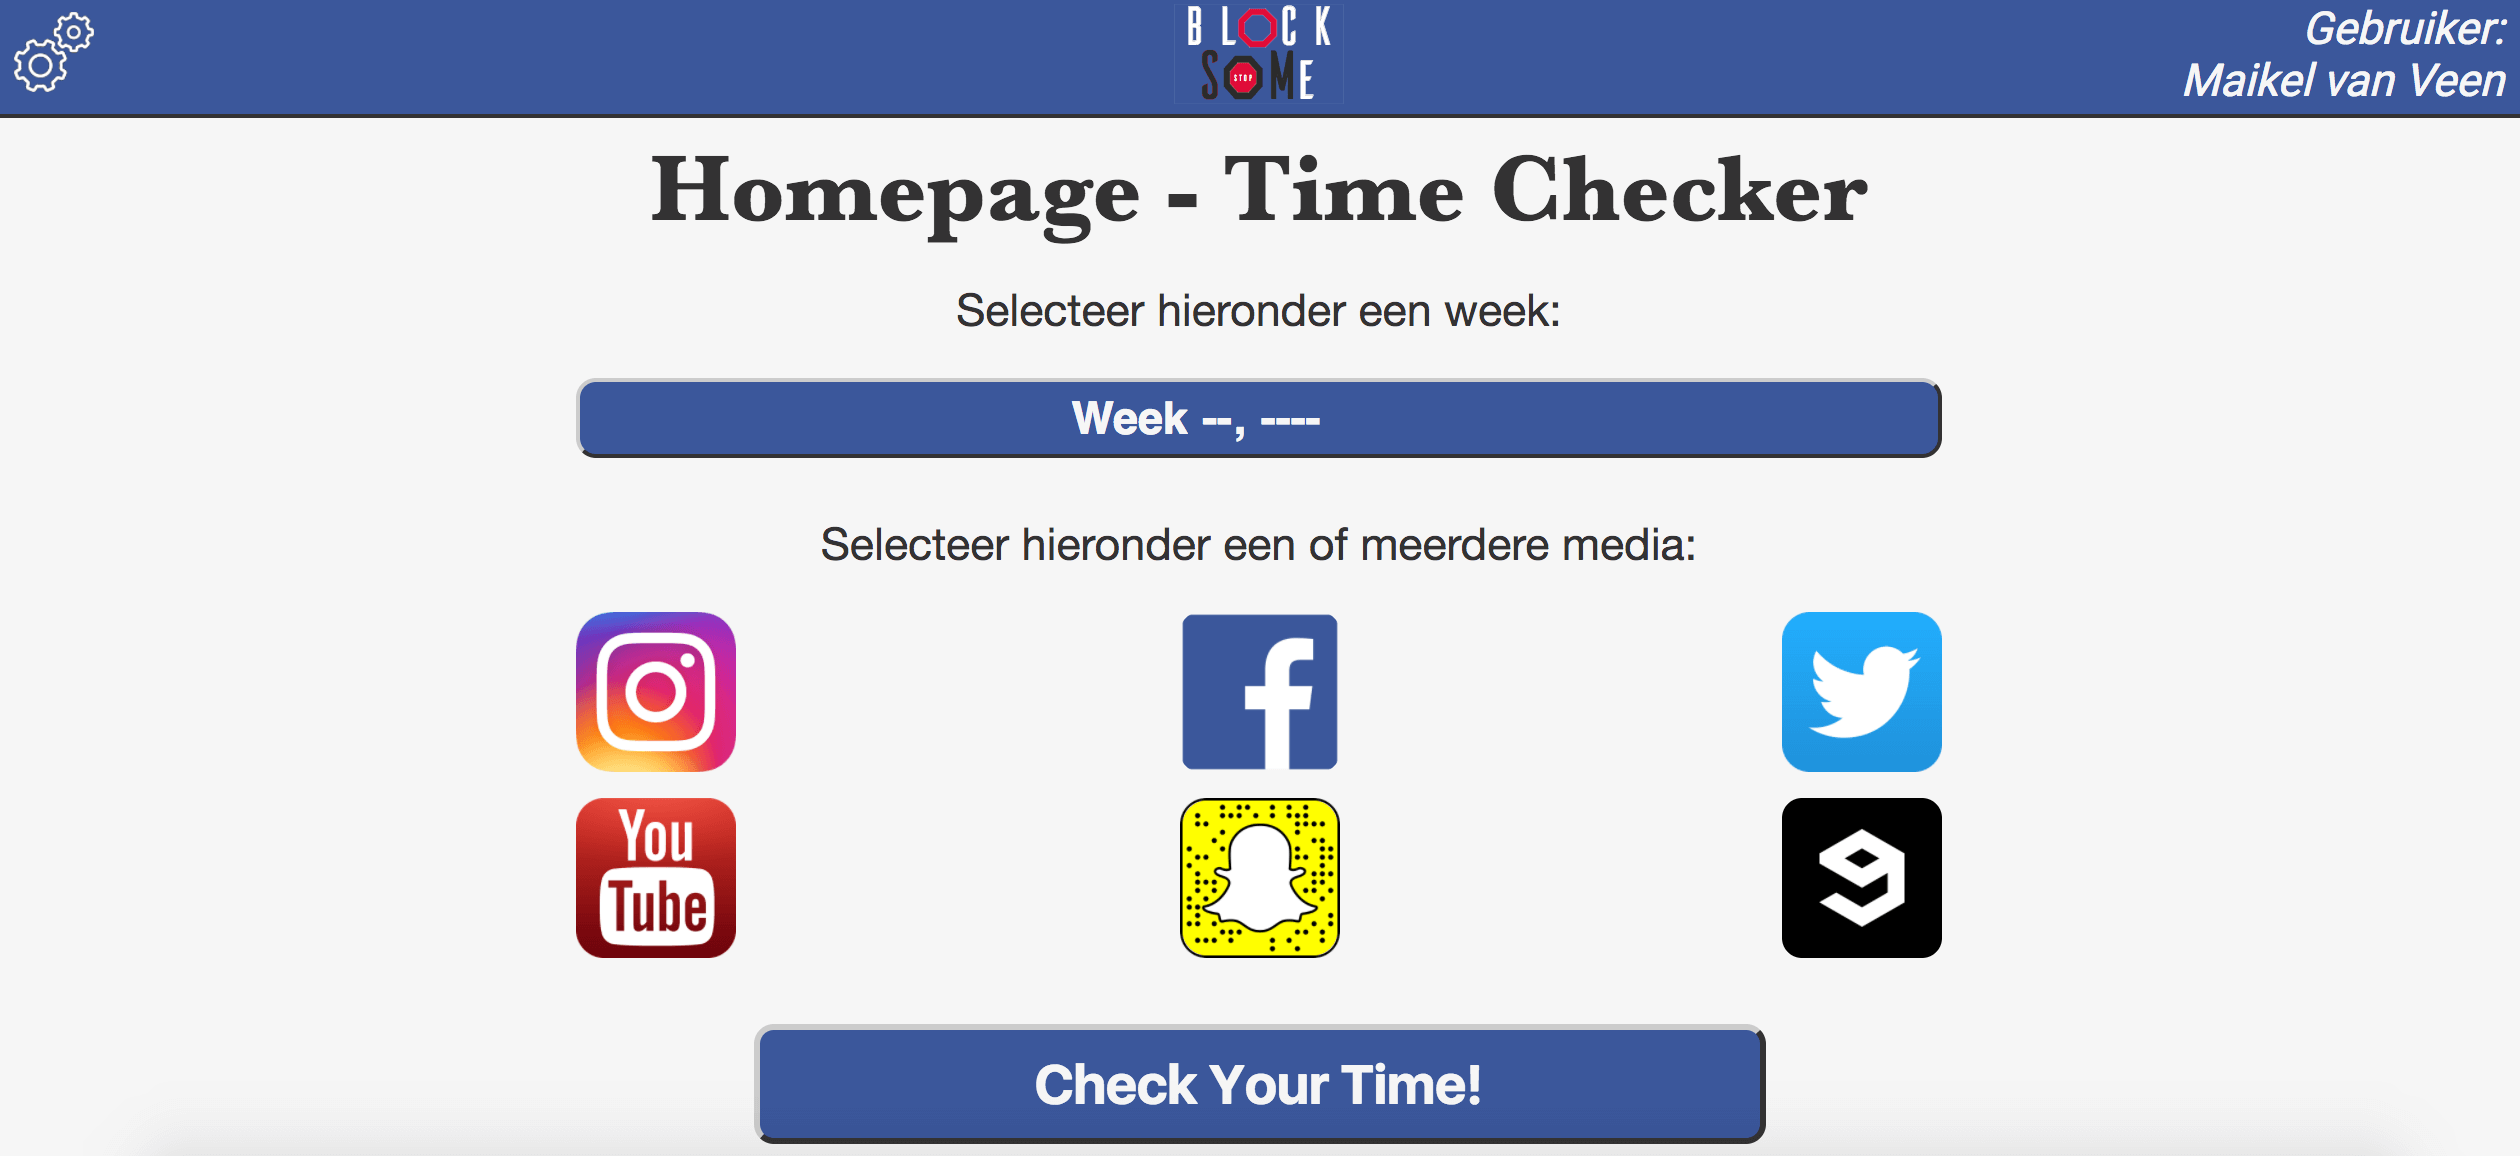 BLOCK
SOME
STOP
Gebruiker:
Maikel van Veen
Homepage - Time Checker
Selecteer hieronder een week:
Week --, ----
Selecteer hieronder een of meerdere media:
You
Tube
Check Your Time!